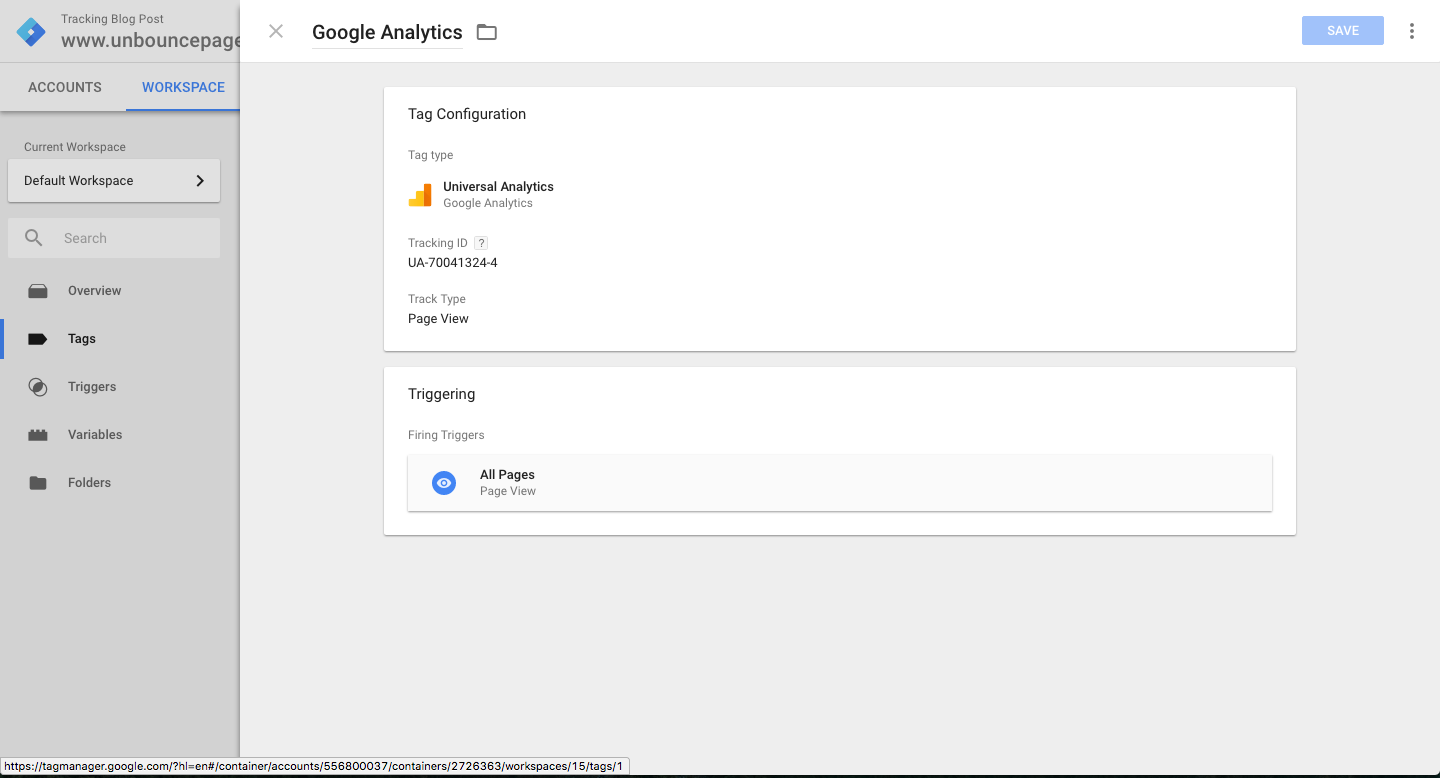 Tracking Blog Post
www.unbouncepage
ACCOUNTS
WORKSPACE
Current Workspace
Default Workspace
Search
Overview
Tags
Triggers
Variables
Folders
Google Analytics
SAVE
Tag Configuration
Tag type
Universal Analytics
Google Analytics
Tracking ID ?
UA-70041324-4
Track Type
Page View
Triggering
Firing Triggers
All Pages
Page View
https://tagmanager.google.com/?hl=en#/container/accounts/556800037/containers/2726363/workspaces/15/tags/1